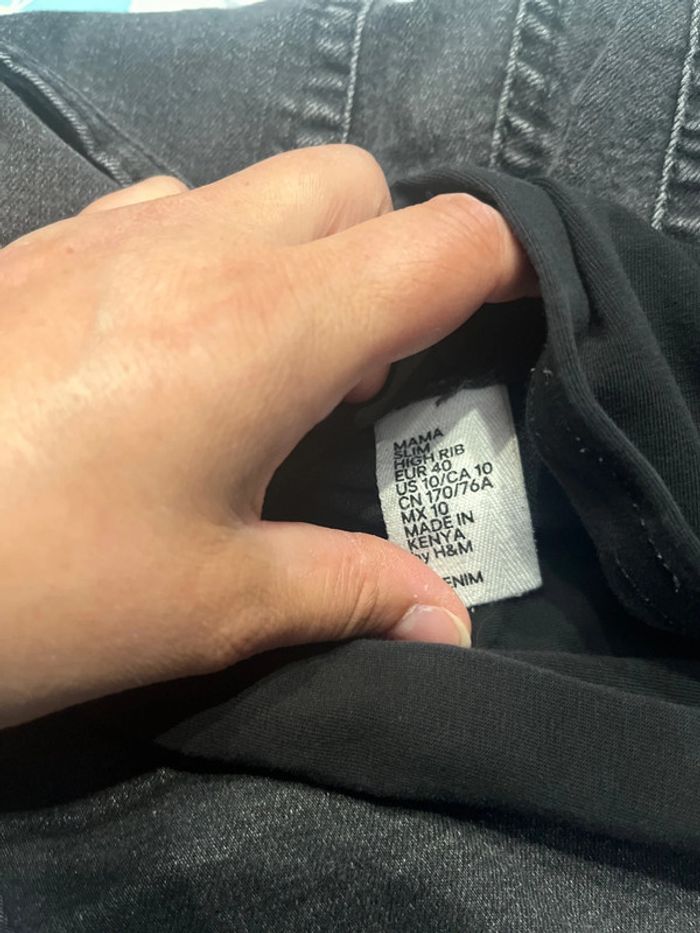 MAMA
SLIM
HIGH RIB
EUR 40
US 10/CA 10
CN 170/76A
MX 10
MADE IN
KENYA
by H&M